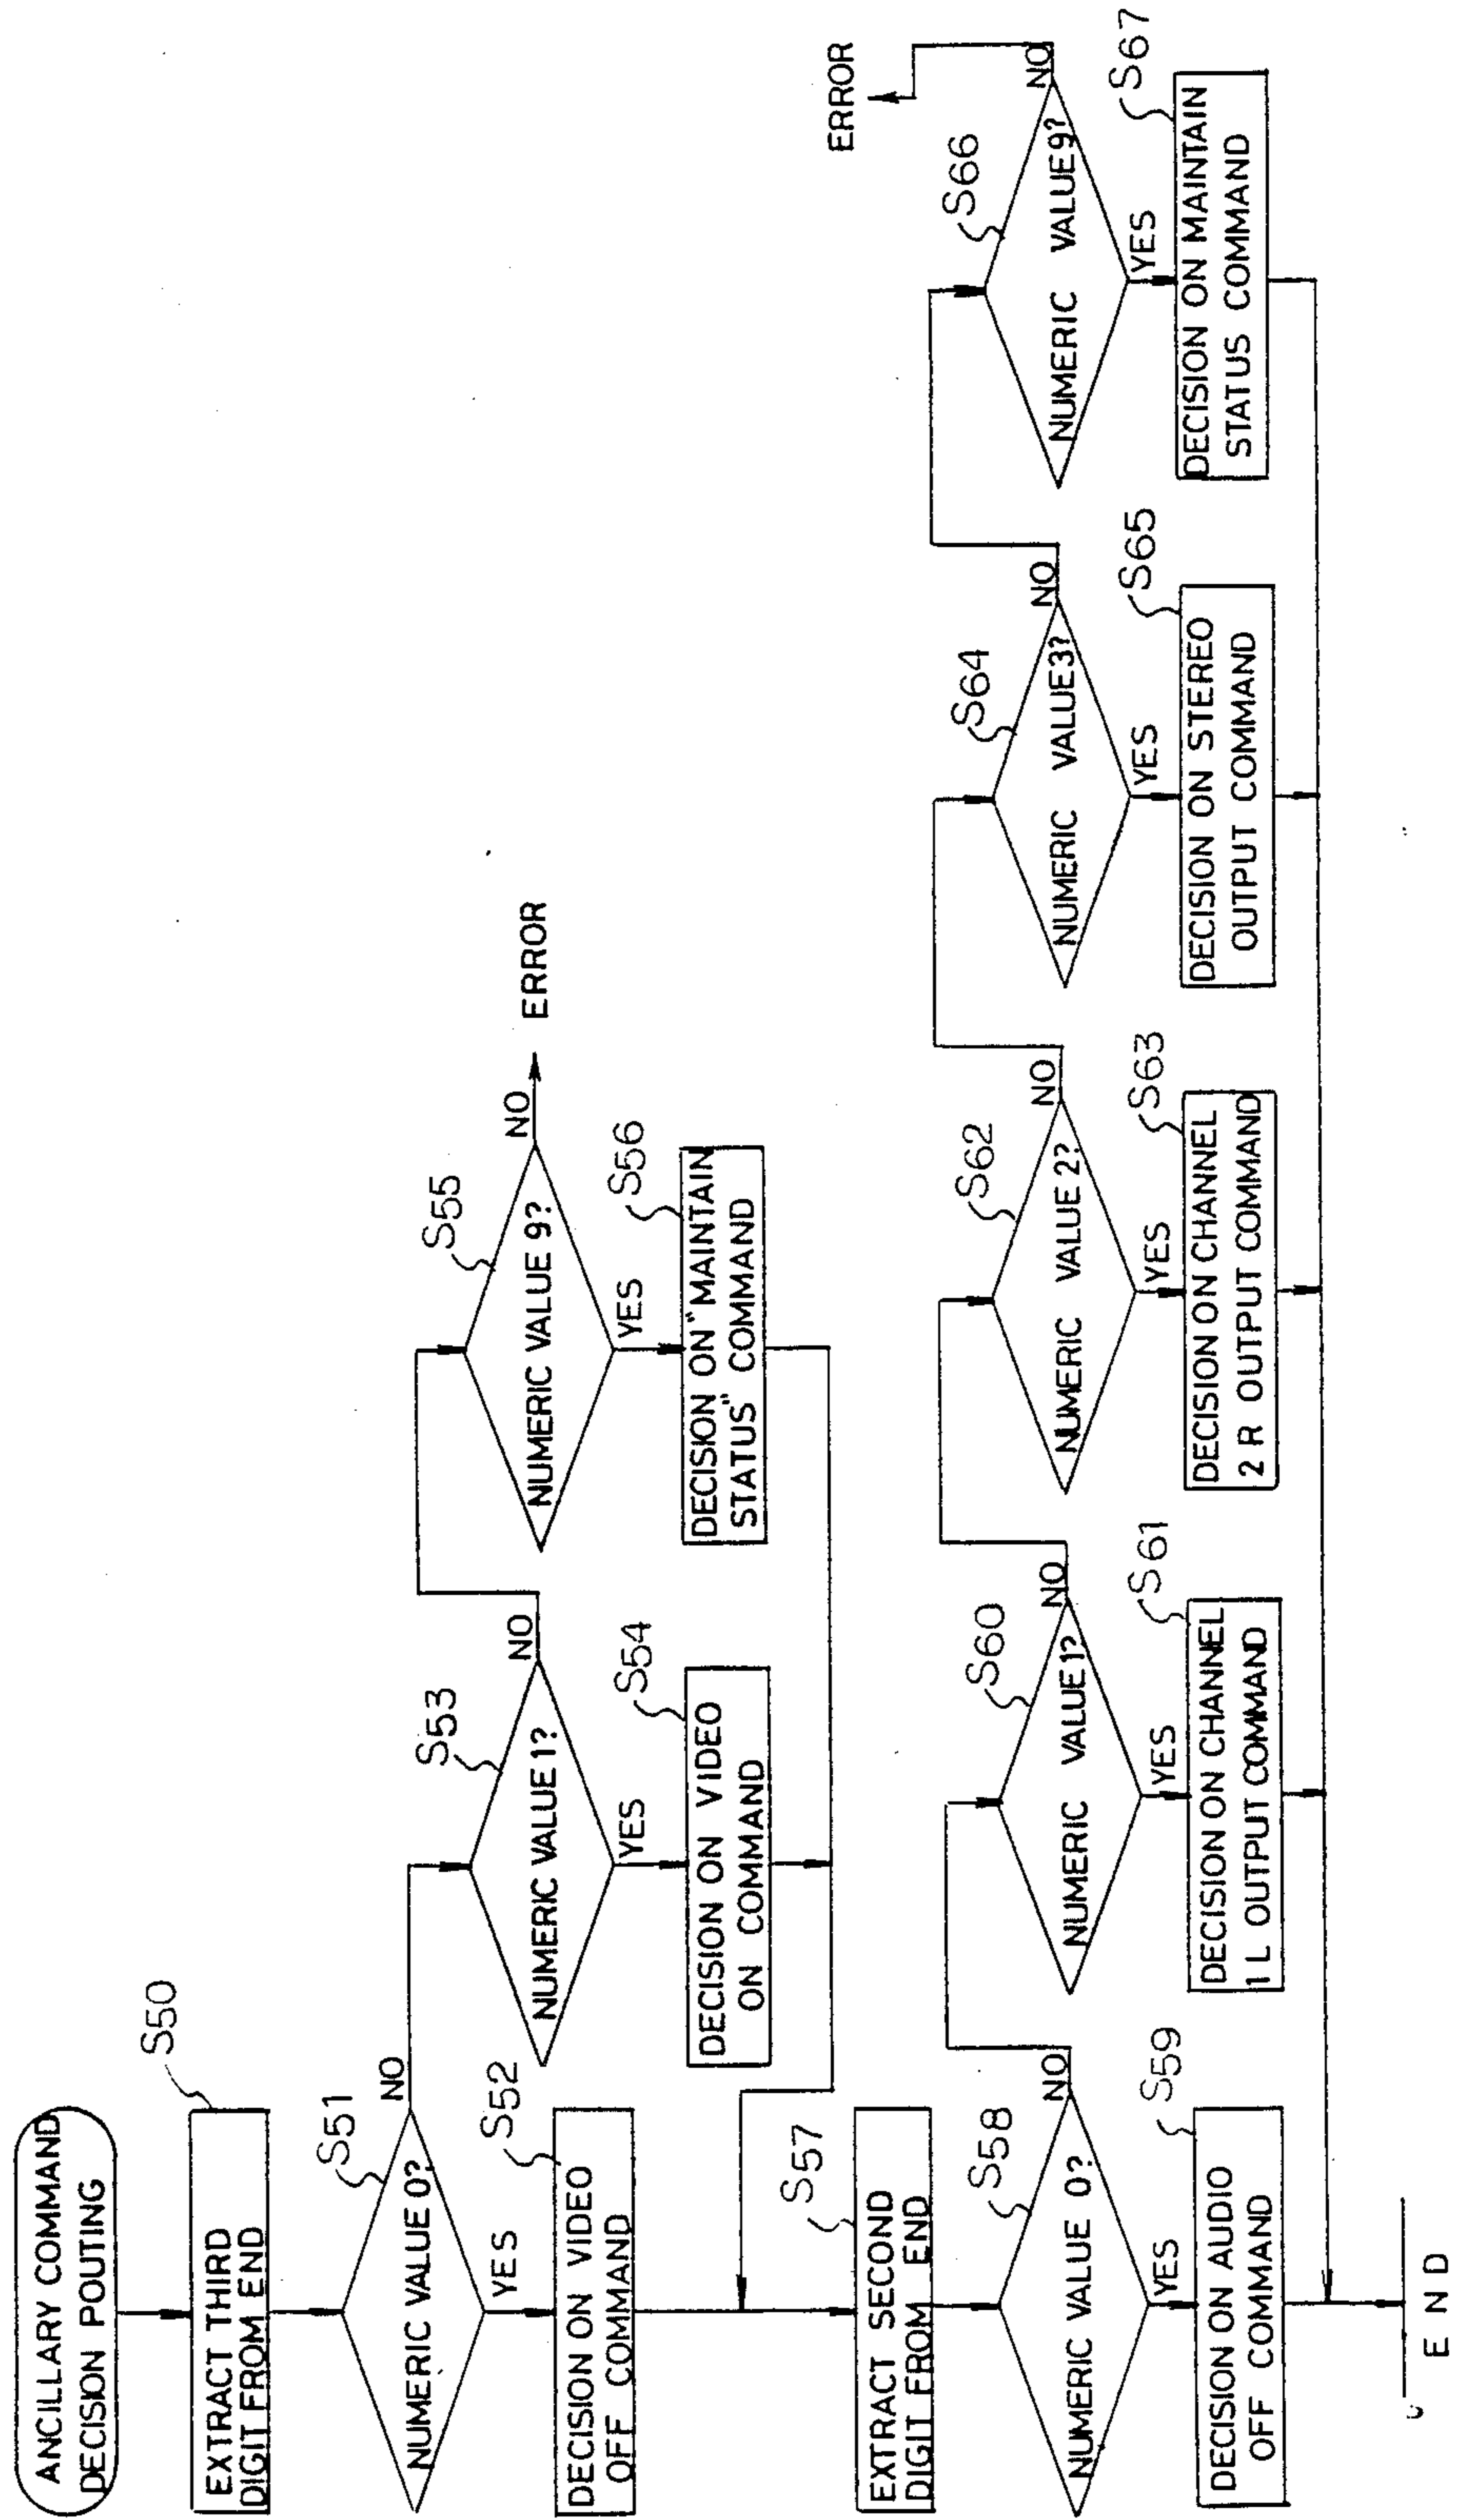 ANCILLARY COMMAND
DECISION POUTING
S50
EXTRACT THIRD
DIGIT FROM END
S51
NUMERIC VALUE 0?
NO
YES
S52
DECISION ON VIDEO
OFF COMMAND
S53
NUMERIC VALUE 1?
NO
YES
S54
DECISION ON VIDEO
ON COMMAND
S55
NUMERIC VALUE 9?
NO
ERROR
YES
S56
DECISION ON "MAINTAIN
STATUS" COMMAND
S57
EXTRACT SECOND
DIGIT FROM END
S58
NUMERIC VALUE 0?
NO
YES
S59
DECISION ON AUDIO
OFF COMMAND
S60
NUMERIC VALUE 1?
NO
YES
S61
DECISION ON CHANNEL
1 L OUTPUT COMMAND
S62
NUMERIC VALUE 2?
NO
YES
S63
DECISION ON CHANNEL
2 R OUTPUT COMMAND
S64
NUMERIC VALUE 3?
NO
YES
S65
DECISION ON STEREO
OUTPUT COMMAND
S66
NUMERIC VALUE 9?
NO
ERROR
YES
S67
DECISION ON MAINTAIN
STATUS COMMAND
END